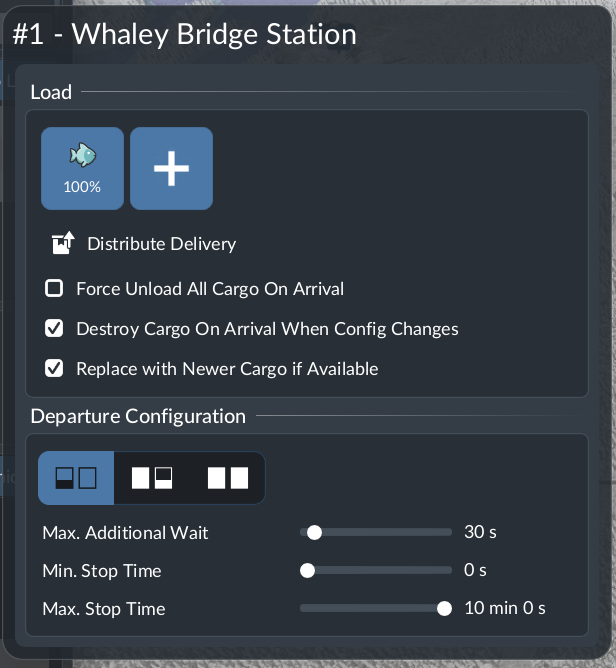 #1 - Whaley Bridge Station
Load
100%
Distribute Delivery
Force Unload All Cargo On Arrival
Destroy Cargo On Arrival When Config Changes
Replace with Newer Cargo if Available
Departure Configuration
Max. Additional Wait 30 s
Min. Stop Time 0 s
Max. Stop Time 10 min 0 s